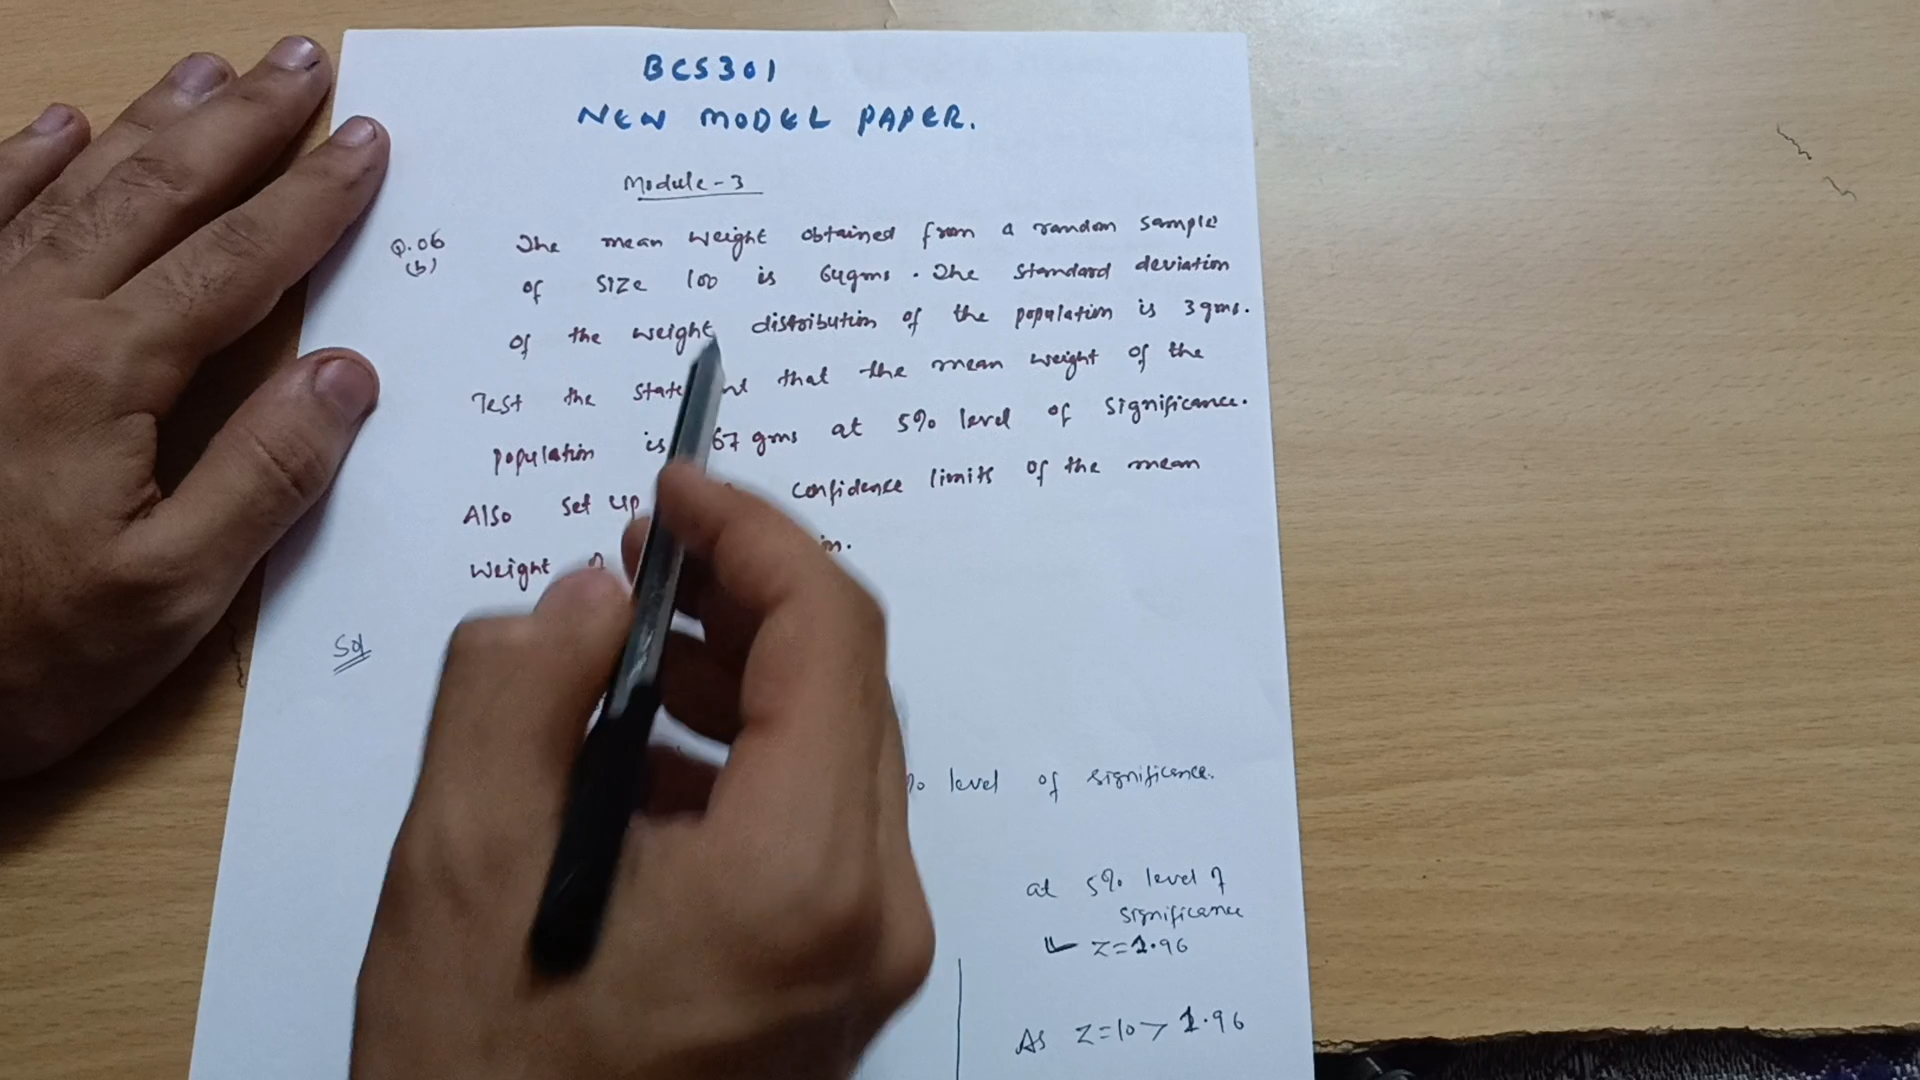 BCS301
NEW MODEL PAPER.
Module-3
Q.06 The mean weight obtained from a random sample
(b) of size 100 is 64gms. The standard deviation
of the weight distribution of the population is 3gms.
Test the that the mean weight of the
population is 67 gms at 5% level of significance.
Also set up confidence limits of the mean
weight
Sol
% level of significance.
at 5% level of
significance
z=1.96
As z=10 > 1.96